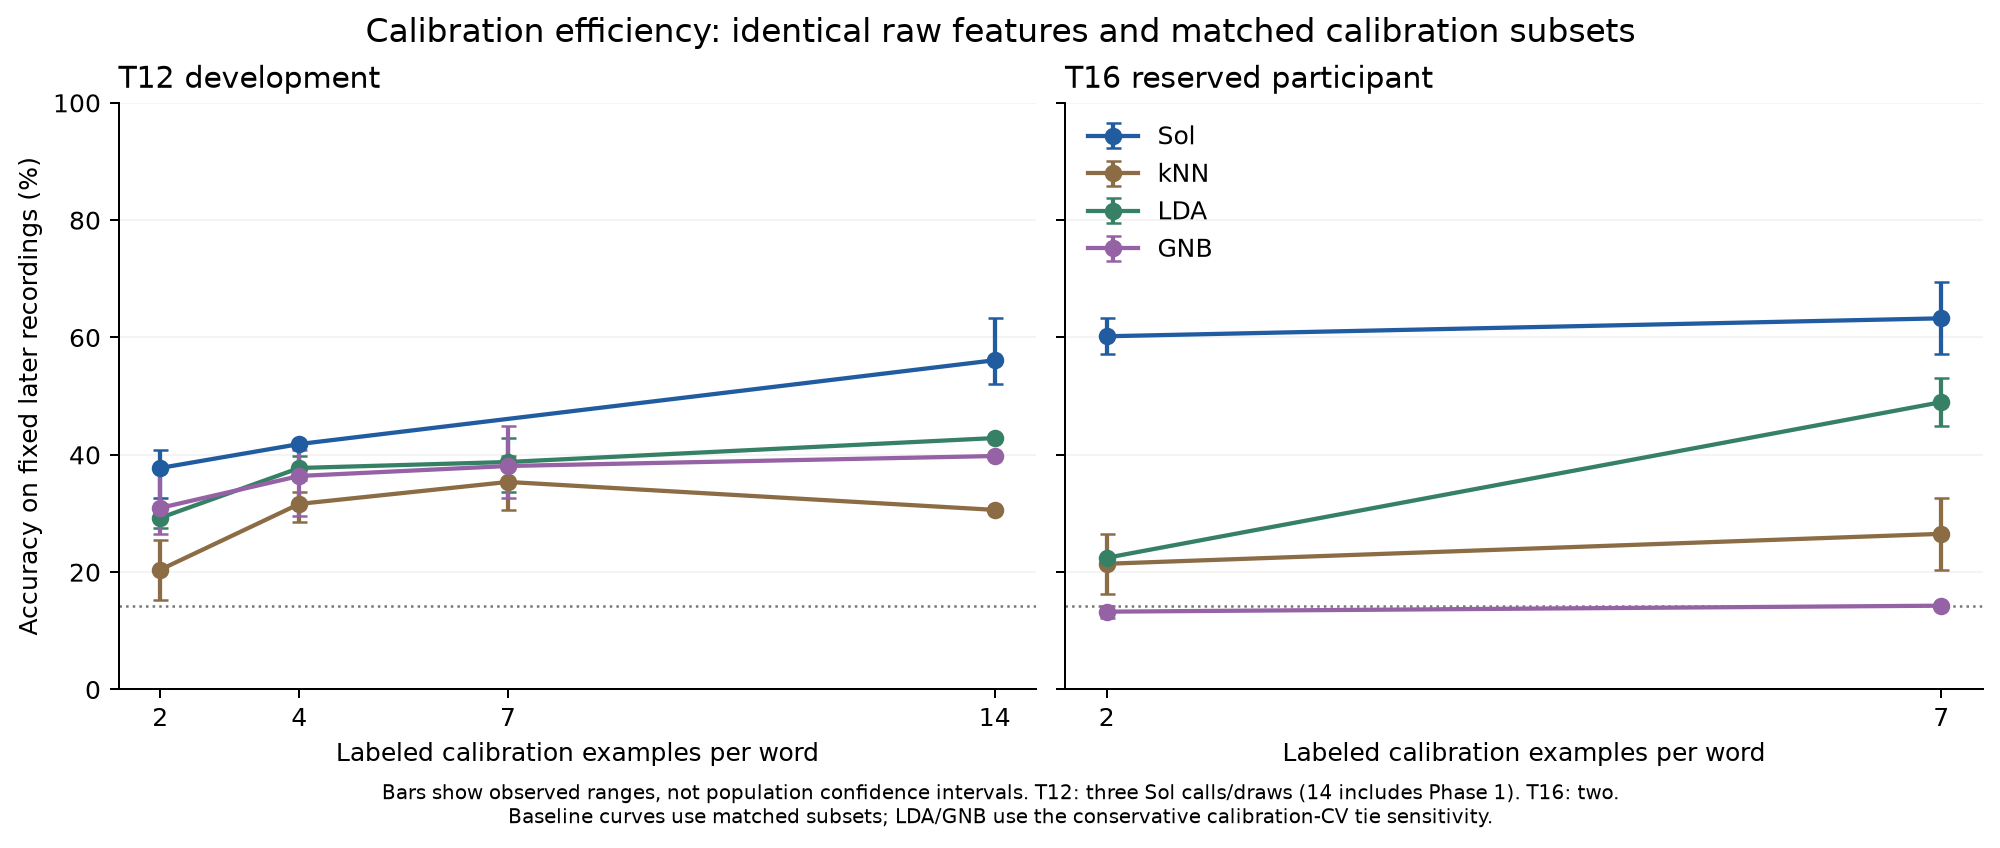 Calibration efficiency: identical raw features and matched calibration subsets
T12 development
T16 reserved participant
Accuracy on fixed later recordings (%)
100
80
60
40
20
0
Sol
kNN
LDA
GNB
2
4
7
14
2
7
Labeled calibration examples per word
Labeled calibration examples per word
Bars show observed ranges, not population confidence intervals. T12: three Sol calls/draws (14 includes Phase 1). T16: two.
Baseline curves use matched subsets; LDA/GNB use the conservative calibration-CV tie sensitivity.